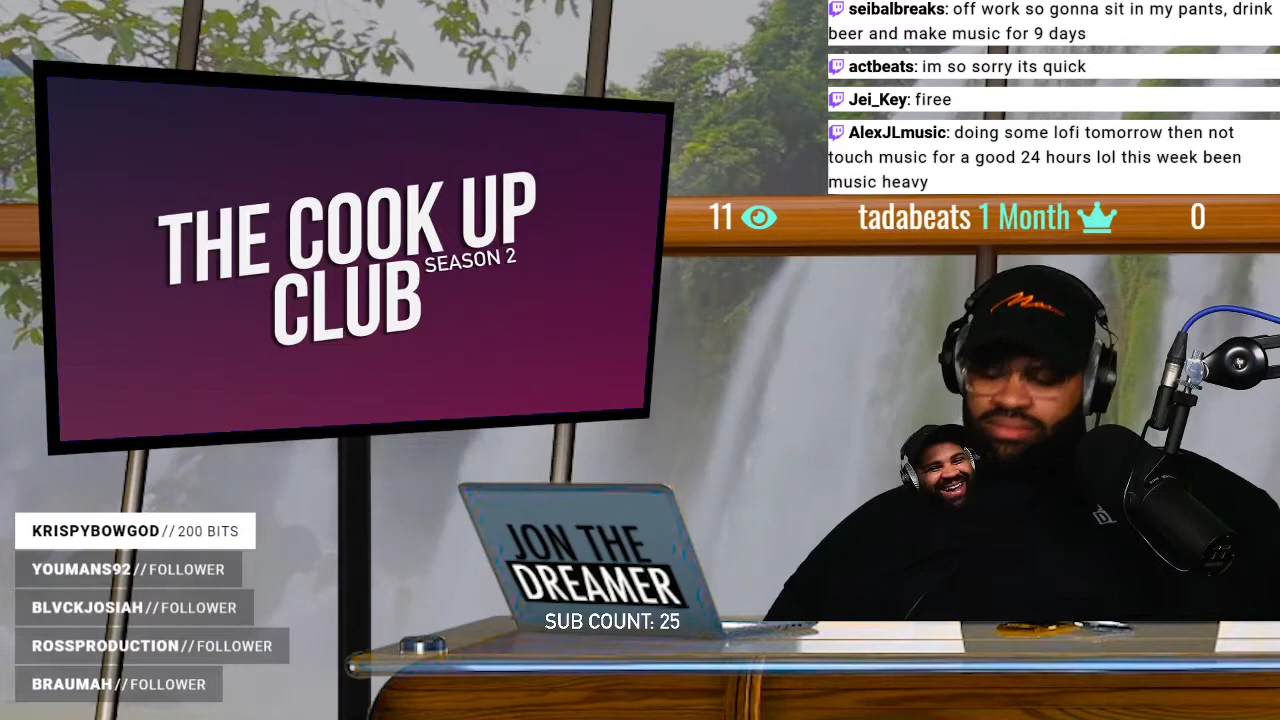 seibalbreaks: off work so gonna sit in my pants, drink
beer and make music for 9 days
actbeats: im so sorry its quick
Jei_Key: firee
AlexJLmusic: doing some lofi tomorrow then not
touch music for a good 24 hours lol this week been
music heavy
11
tadabeats 1 Month
0
THE COOK UP
CLUB
SEASON 2
JON THE
DREAMER
SUB COUNT: 25
KRISPYBOWGOD//200 BITS
YOUMANS92//FOLLOWER
BLVCKJOSIAH//FOLLOWER
ROSSPRODUCTION//FOLLOWER
BRAUMAH//FOLLOWER